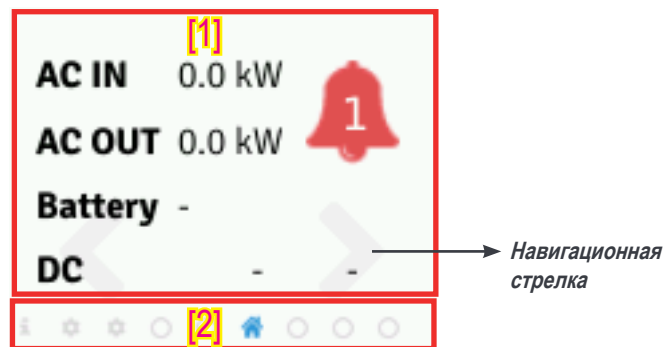 [1]
AC IN 0.0 kW
1
AC OUT 0.0 kW
Battery -
DC - -
Навигационная
стрелка
i [2]